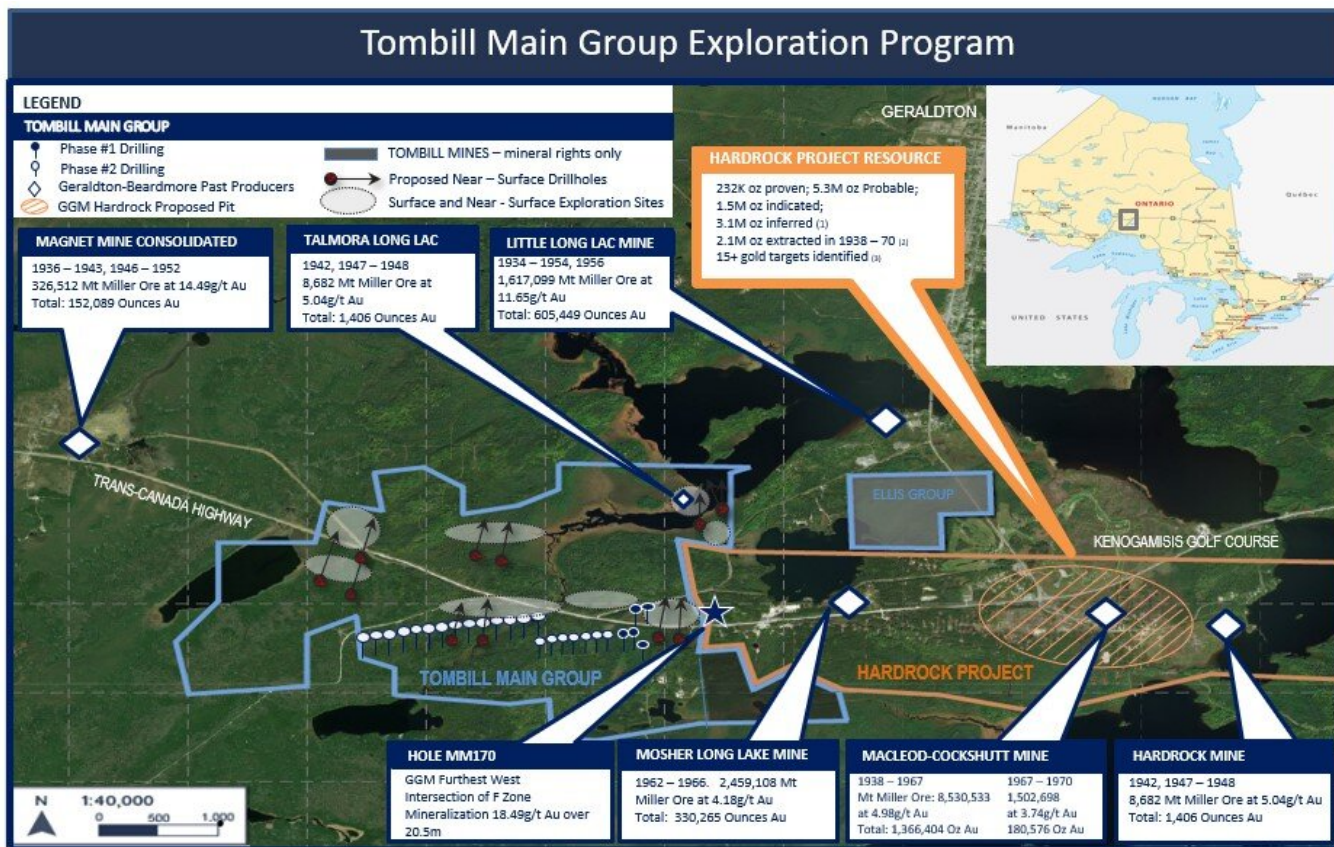 Tombill Main Group Exploration Program
LEGEND
TOMBILL MAIN GROUP
Phase #1 Drilling
Phase #2 Drilling
Geraldton-Beardmore Past Producers
GGM Hardrock Proposed Pit
TOMBILL MINES – mineral rights only
Proposed Near – Surface Drillholes
Surface and Near - Surface Exploration Sites
GERALDTON
HARDROCK PROJECT RESOURCE
232K oz proven; 5.3M oz Probable;
1.5M oz indicated;
3.1M oz inferred (1)
2.1M oz extracted in 1938 – 70 (2)
15+ gold targets identified (3)
Manitoba
ONTARIO
Québec
UNITED STATES
MAGNET MINE CONSOLIDATED
1936 – 1943, 1946 – 1952
326,512 Mt Miller Ore at 14.49g/t Au
Total: 152,089 Ounces Au
TALMORA LONG LAC
1942, 1947 – 1948
8,682 Mt Miller Ore at
5.04g/t Au
Total: 1,406 Ounces Au
LITTLE LONG LAC MINE
1934 – 1954, 1956
1,617,099 Mt Miller Ore at
11.65g/t Au
Total: 605,449 Ounces Au
TRANS-CANADA HIGHWAY
ELLIS GROUP
KENOGAMISIS GOLF COURSE
TOMBILL MAIN GROUP
HARDROCK PROJECT
HOLE MM170
GGM Furthest West
Intersection of F Zone
Mineralization 18.49g/t Au over
20.5m
MOSHER LONG LAKE MINE
1962 – 1966. 2,459,108 Mt
Miller Ore at 4.18g/t Au
Total: 330,265 Ounces Au
MACLEOD-COCKSHUTT MINE
1938 – 1967
Mt Miller Ore: 8,530,533
at 4.98g/t Au
Total: 1,366,404 Oz Au
1967 – 1970
1,502,698
at 3.74g/t Au
180,576 Oz Au
HARDROCK MINE
1942, 1947 – 1948
8,682 Mt Miller Ore at 5.04g/t Au
Total: 1,406 Ounces Au
N
1:40,000
0 500 1,000